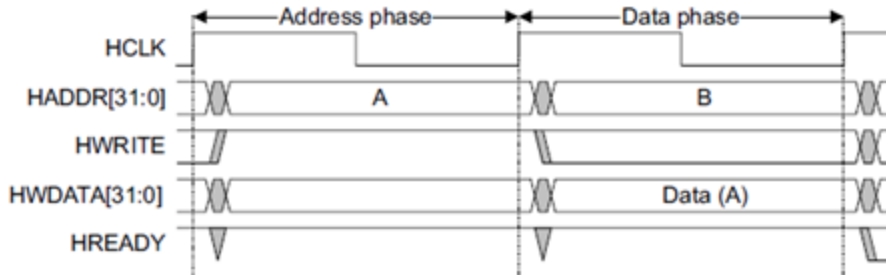 Address phase Data phase
HCLK
HADDR[31:0] A B
HWRITE
HWDATA[31:0] Data (A)
HREADY